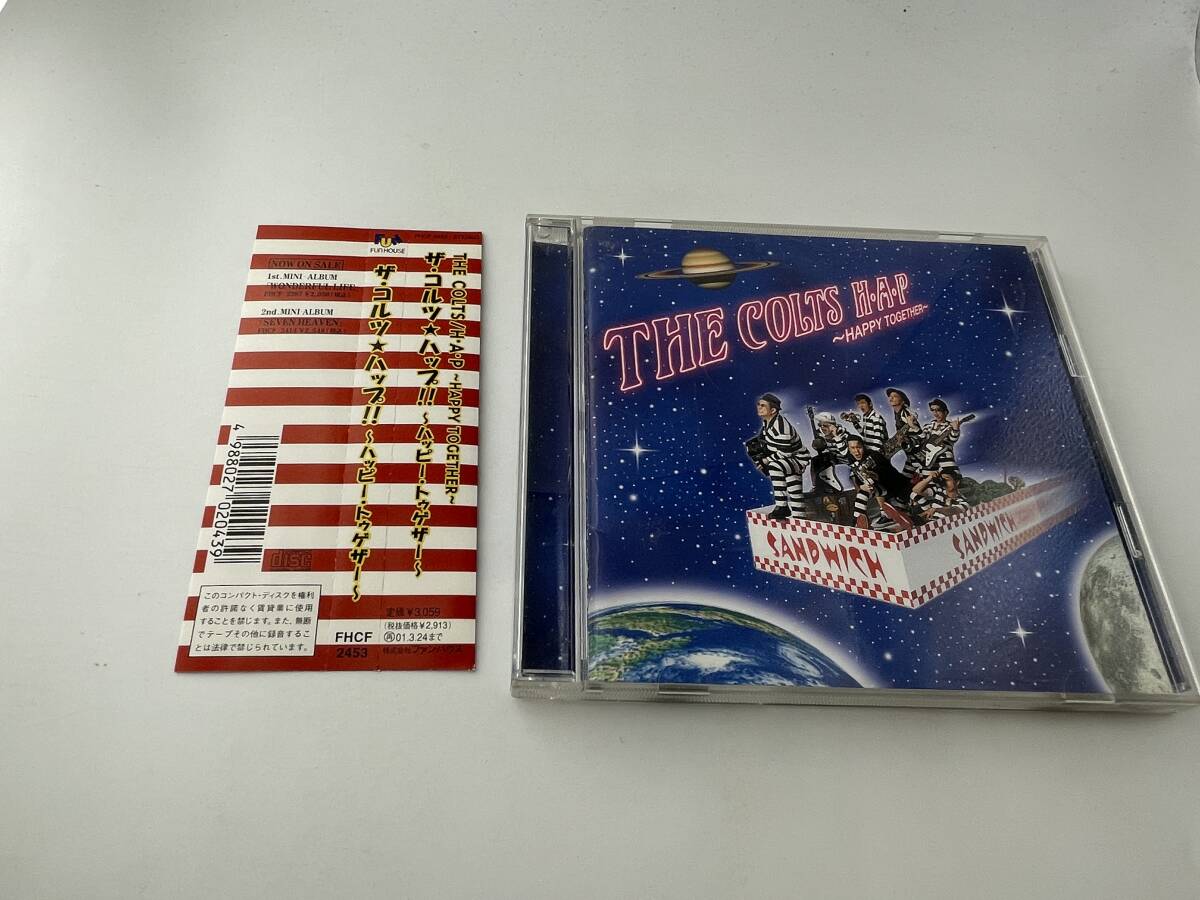 FUN HOUSE
NOW ON SALE
1st. MINI-ALBUM
「WONDERFUL LIFE」
2nd. MINI ALBUM
「SEVEN HEAVEN」
THE COLTS/H·A·P ~HAPPY TOGETHER~
ザ・コルツ★ハップ!! ~ハッピー・トゥゲザー~
ザ・コルツ★ハップ!! ~ハッピー・トゥゲザー~
4 988027 020439
disc
このコンパクト・ディスクを権利
者の許諾なく賃貸業に使用
することを禁じます。また、無断
でテープその他に録音するこ
とは法律で禁じられています。
FHCF
2453
定価¥3,059
(税抜価格¥2,913)
再01.3.24まで
株式会社ファンハウス
THE COLTS H·A·P
~HAPPY TOGETHER~
SANDWICH
SANDWICH